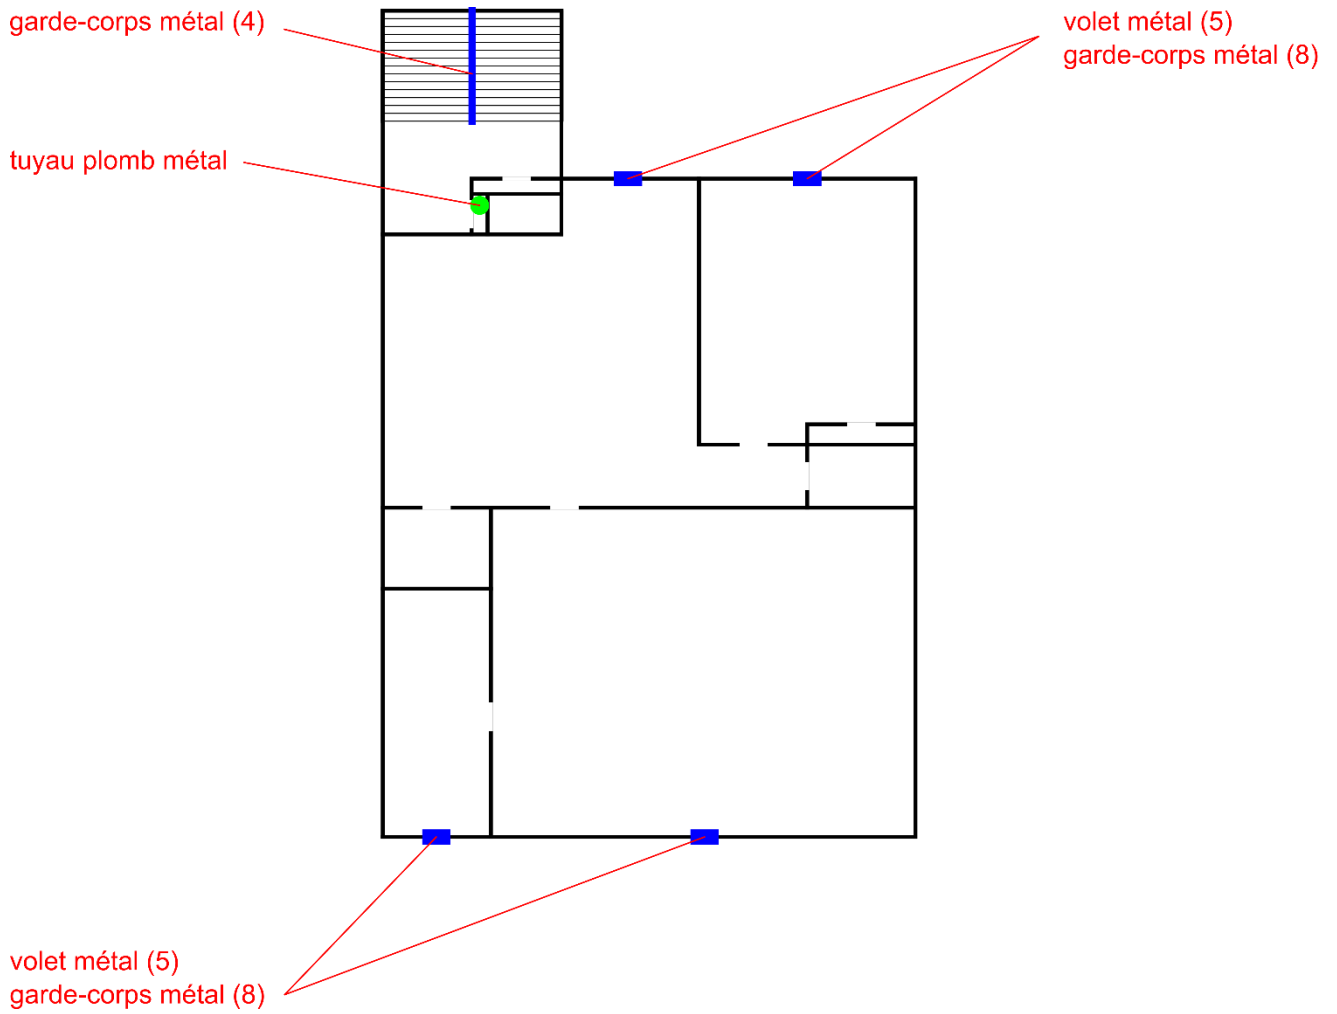 garde-corps métal (4)
volet métal (5)
garde-corps métal (8)
tuyau plomb métal
volet métal (5)
garde-corps métal (8)